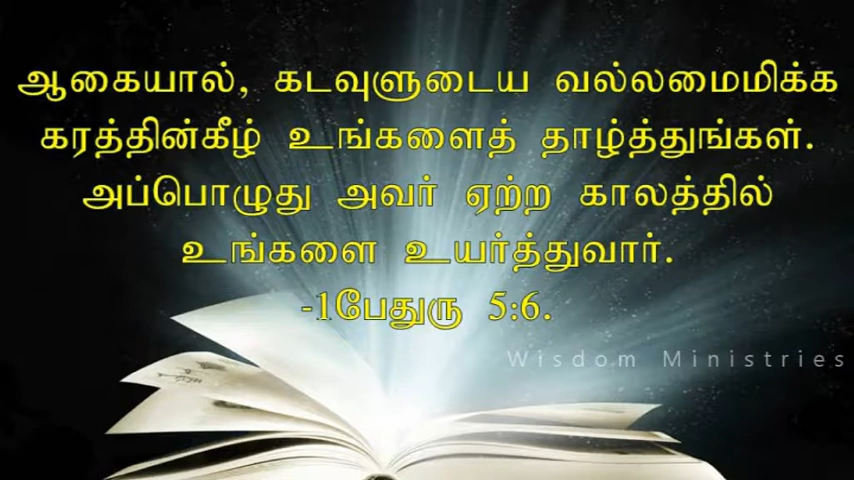 ஆகையால், கடவுளுடைய வல்லமைமிக்க
கரத்தின்கீழ் உங்களைத் தாழ்த்துங்கள்.
அப்பொழுது அவர் ஏற்ற காலத்தில்
உங்களை உயர்த்துவார்.
-1பேதுரு 5:6.
Wisdom Ministries